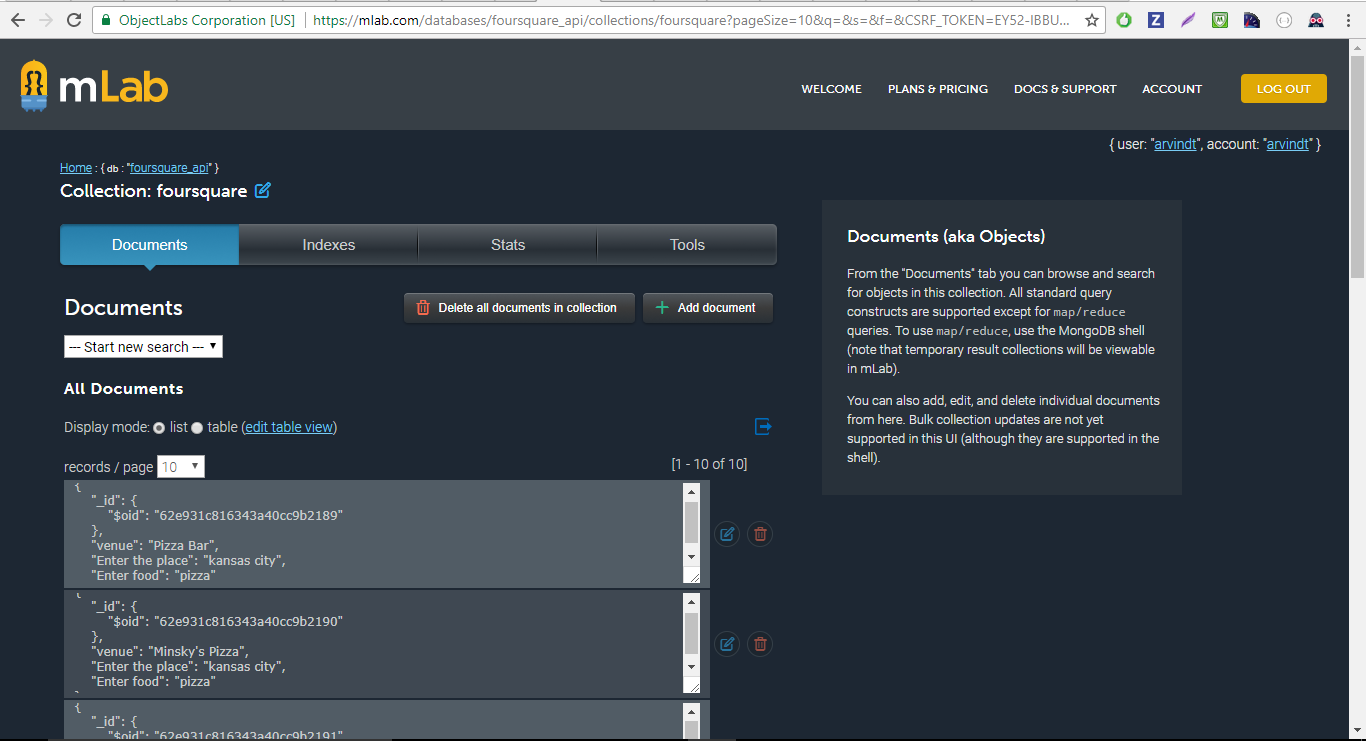 ObjectLabs Corporation [US] https://mlab.com/databases/foursquare_api/collections/foursquare?pageSize=10&q=&s=&f=&CSRF_TOKEN=EY52-IBBU...
mLab
WELCOME PLANS & PRICING DOCS & SUPPORT ACCOUNT LOG OUT
{ user: "arvindt", account: "arvindt" }
Home : { db : "foursquare_api" }
Collection: foursquare
Documents Indexes Stats Tools
Documents
Delete all documents in collection
Add document
--- Start new search ---
All Documents
Display mode: list table (edit table view)
records / page 10
[1 - 10 of 10]
{
"_id": {
"$oid": "62e931c816343a40cc9b2189"
},
"venue": "Pizza Bar",
"Enter the place": "kansas city",
"Enter food": "pizza"
{
"_id": {
"$oid": "62e931c816343a40cc9b2190"
},
"venue": "Minsky's Pizza",
"Enter the place": "kansas city",
"Enter food": "pizza"
{
"_id": {
"$oid": "62e931c816343a40cc9b2191"
Documents (aka Objects)
From the "Documents" tab you can browse and search
for objects in this collection. All standard query
constructs are supported except for map/reduce
queries. To use map/reduce, use the MongoDB shell
(note that temporary result collections will be viewable
in mLab).
You can also add, edit, and delete individual documents
from here. Bulk collection updates are not yet
supported in this UI (although they are supported in the
shell).